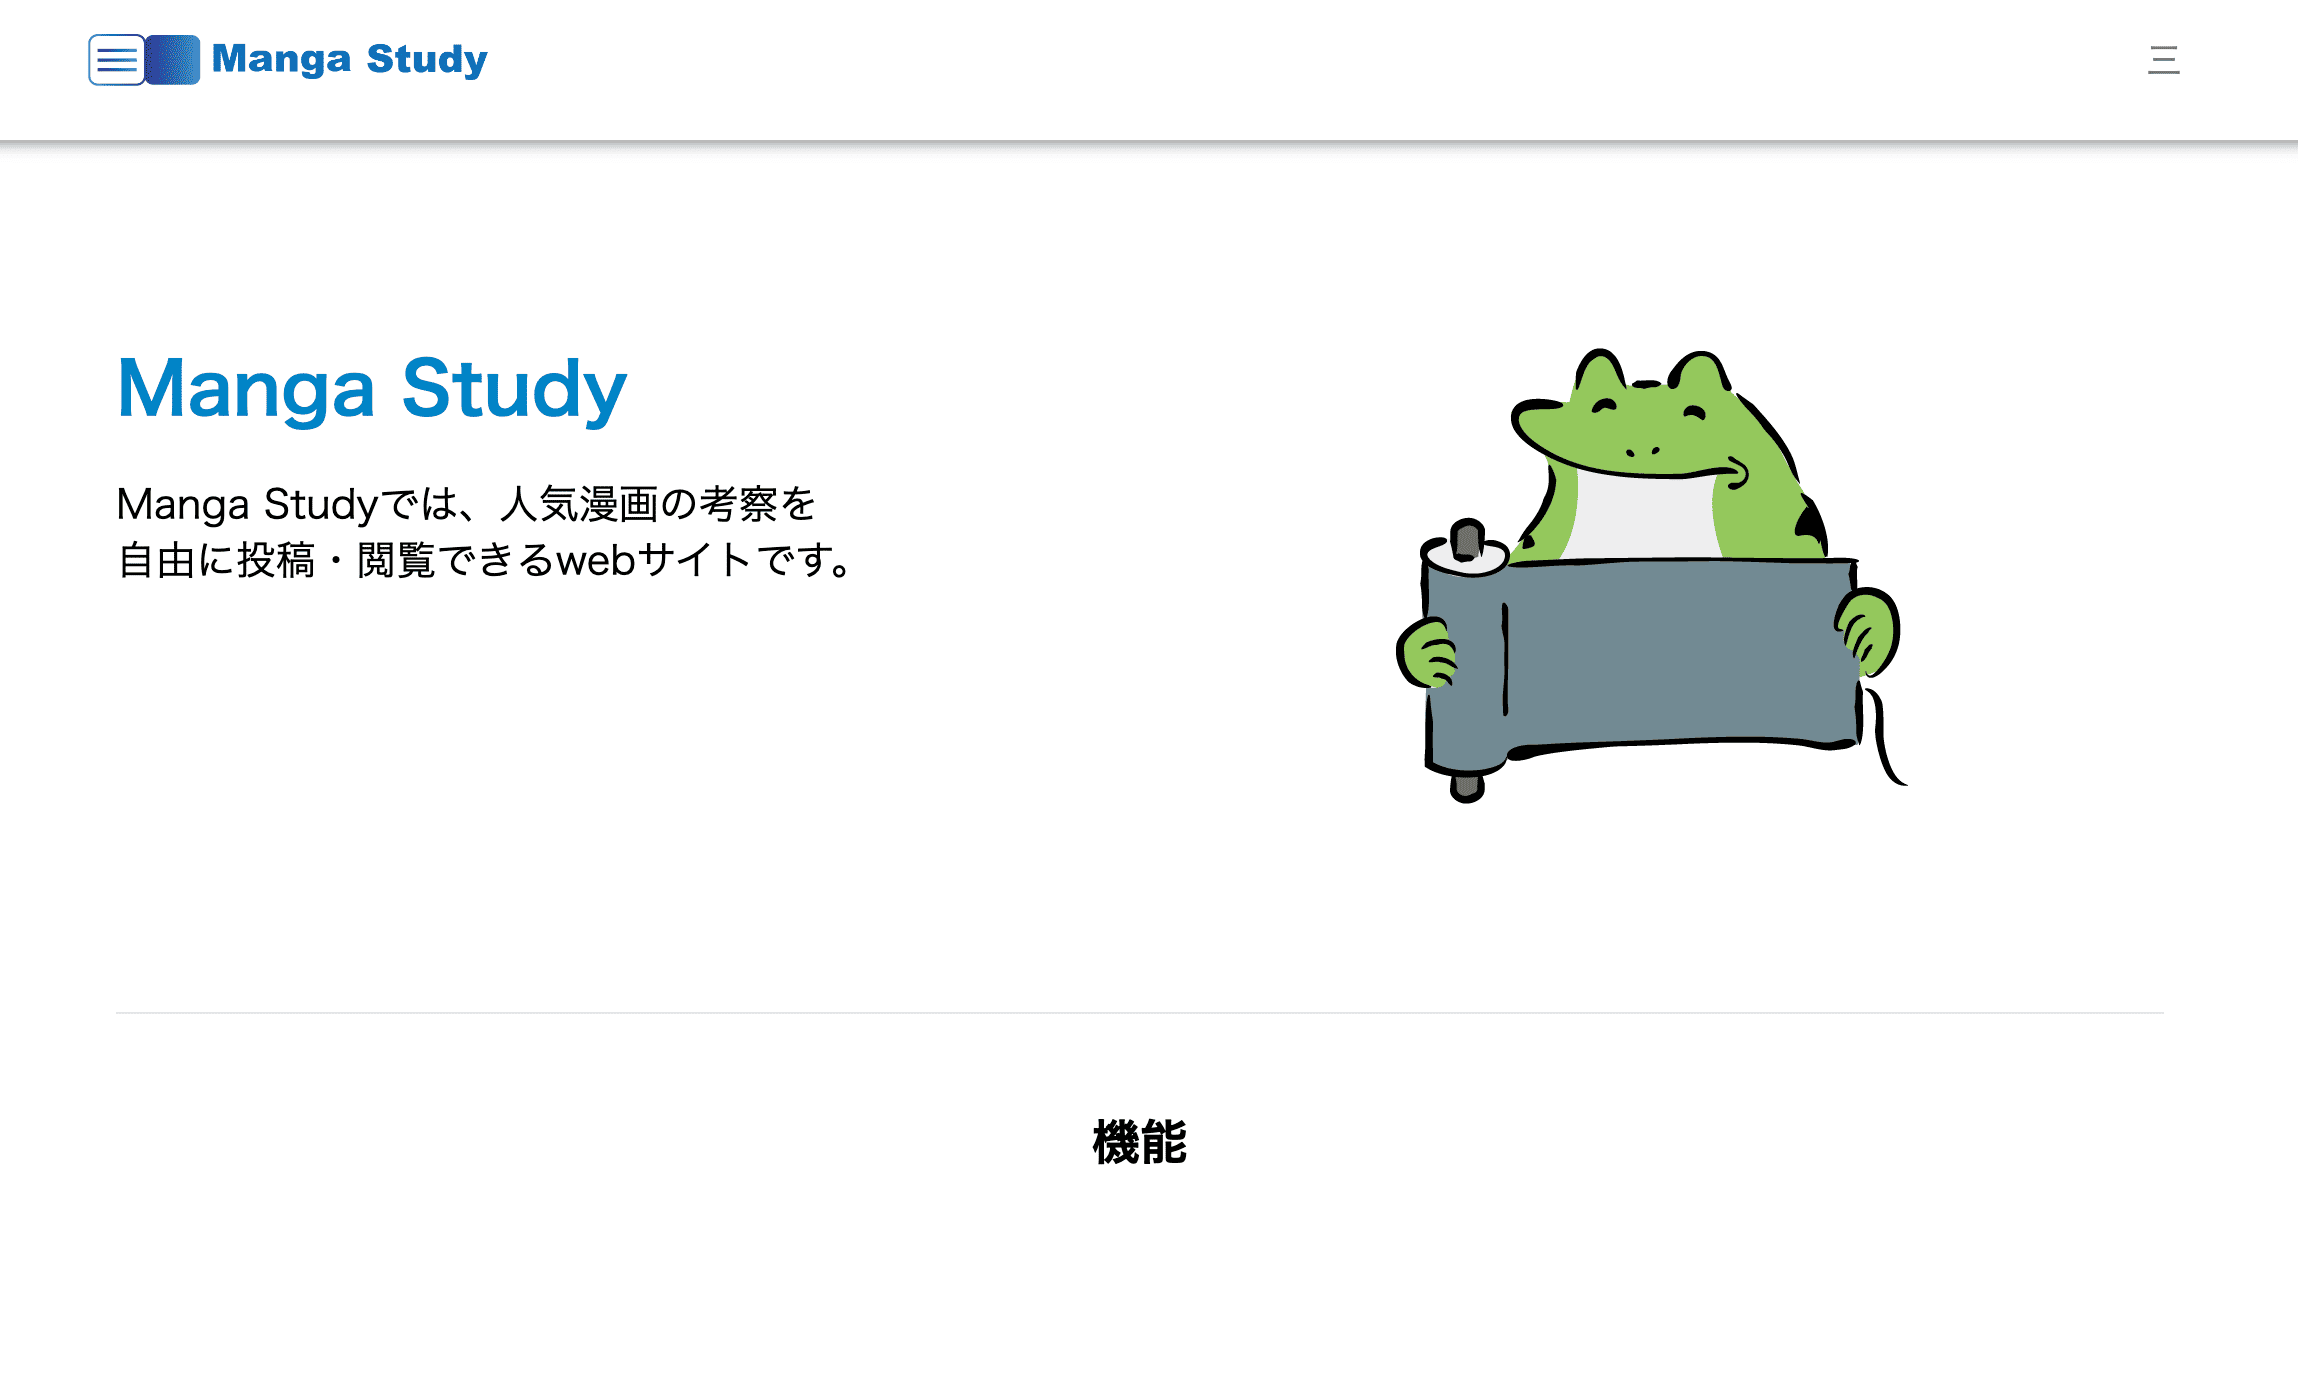 Manga Study
三
Manga Study
Manga Studyでは、人気漫画の考察を
自由に投稿・閲覧できるwebサイトです。
機能